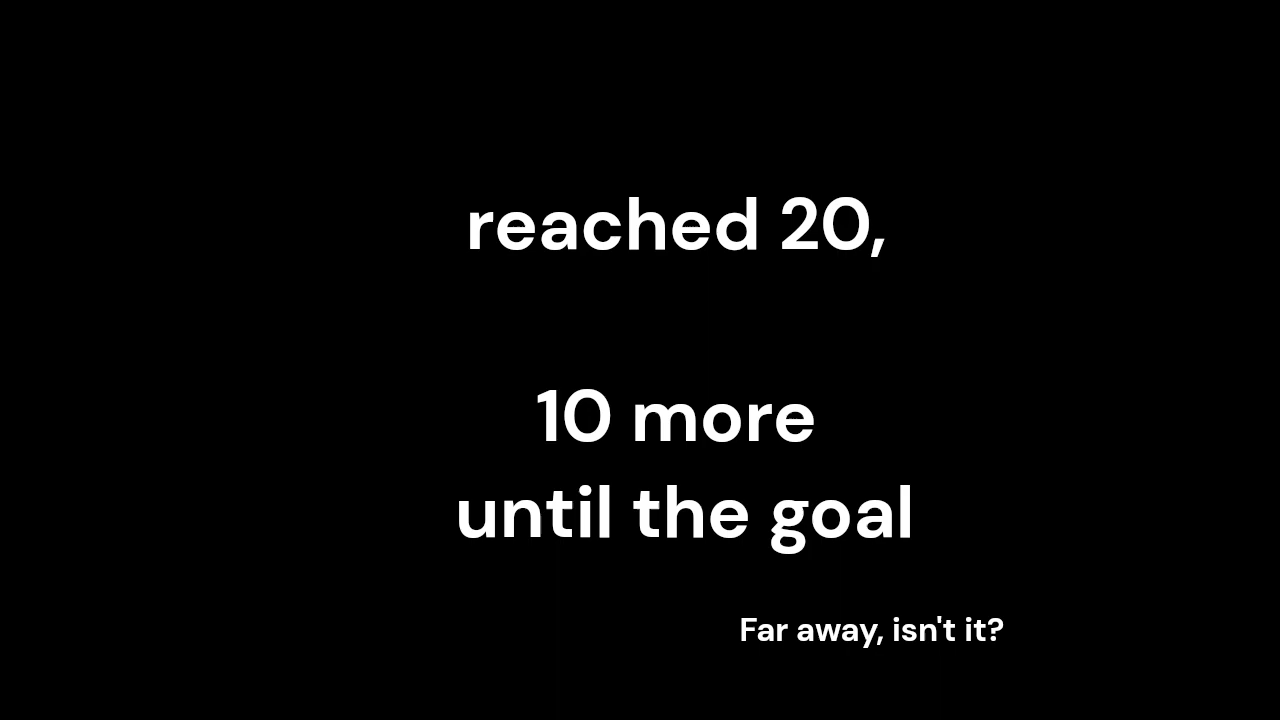 reached 20,
10 more
until the goal
Far away, isn't it?